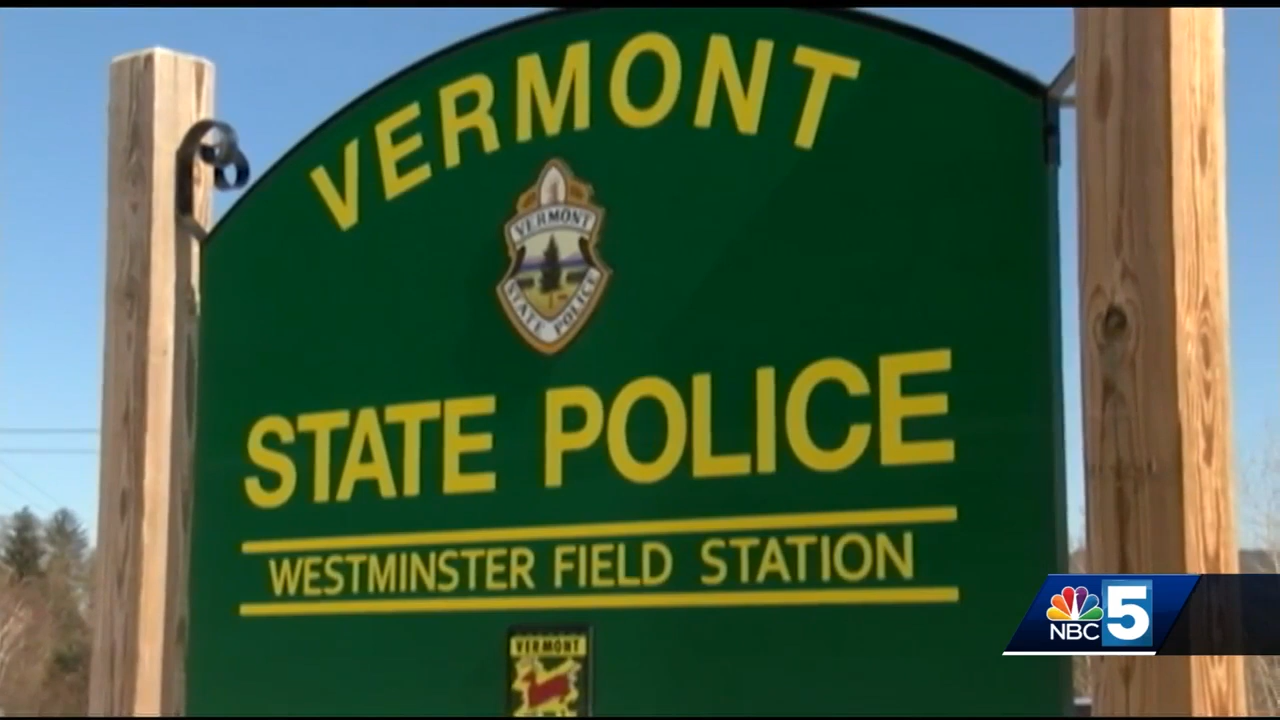 VERMONT
VERMONT
STATE POLICE
STATE POLICE
WESTMINSTER FIELD STATION
VERMONT
NBC 5